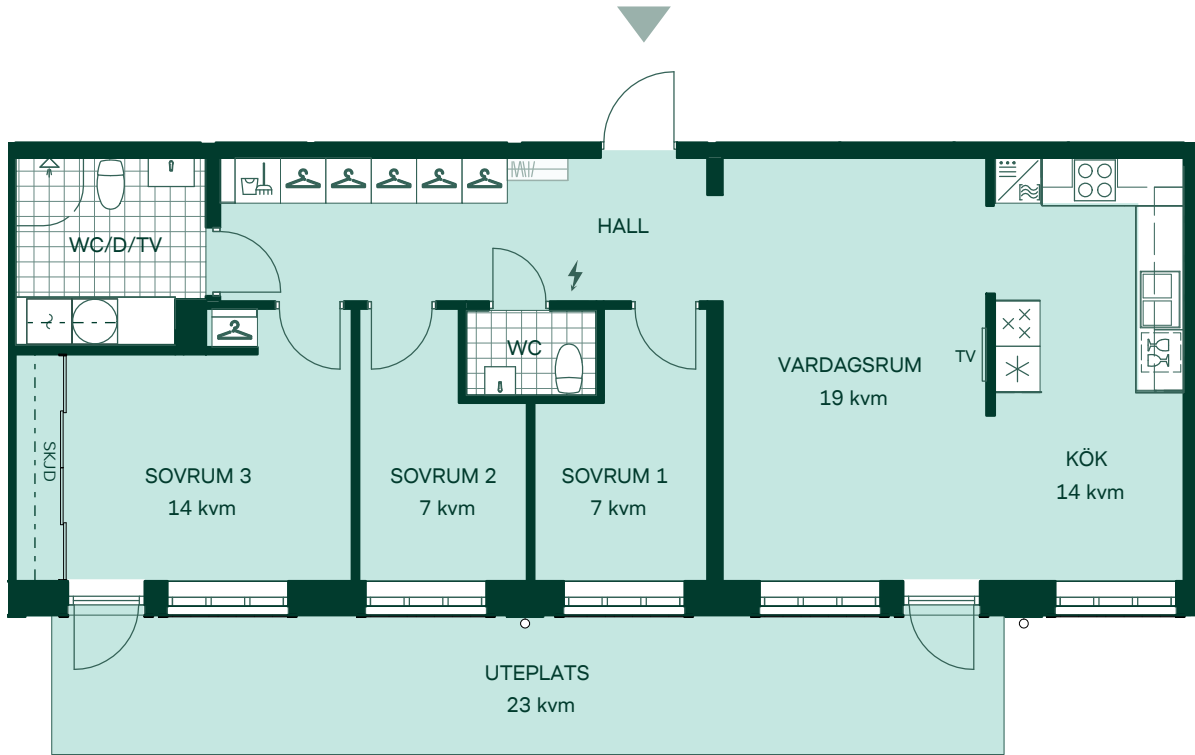 HALL
WC/D/TV
WC
TV
VARDAGSRUM
19 kvm
SKJD
KÖK
14 kvm
SOVRUM 3
14 kvm
SOVRUM 2
7 kvm
SOVRUM 1
7 kvm
UTEPLATS
23 kvm